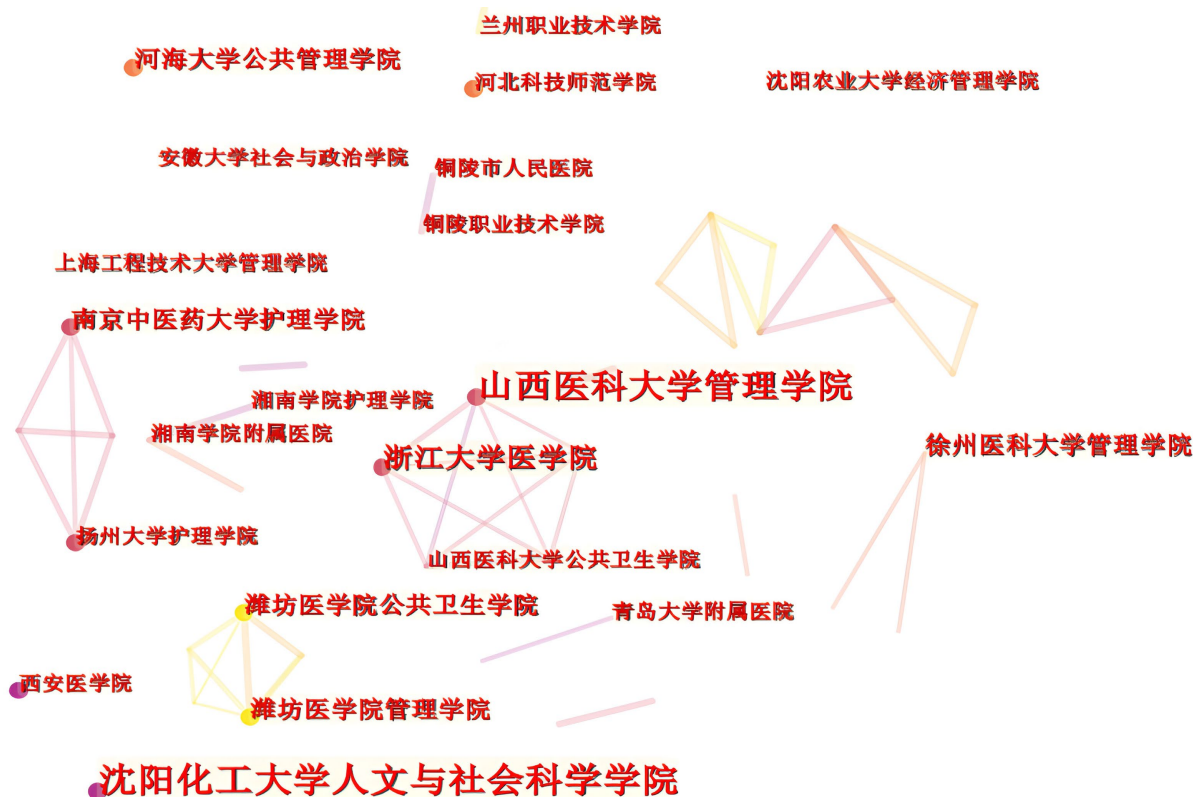 兰州职业技术学院
河海大学公共管理学院
河北科技师范学院
沈阳农业大学经济管理学院
安徽大学社会与政治学院
铜陵市人民医院
铜陵职业技术学院
上海工程技术大学管理学院
南京中医药大学护理学院
山西医科大学管理学院
湘南学院护理学院
湘南学院附属医院
徐州医科大学管理学院
浙江大学医学院
扬州大学护理学院
山西医科大学公共卫生学院
潍坊医学院公共卫生学院
青岛大学附属医院
西安医学院
潍坊医学院管理学院
沈阳化工大学人文与社会科学学院